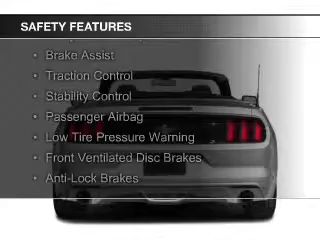 SAFETY FEATURES
• Brake Assist
• Traction Control
• Stability Control
• Passenger Airbag
• Low Tire Pressure Warning
• Front Ventilated Disc Brakes
• Anti-Lock Brakes